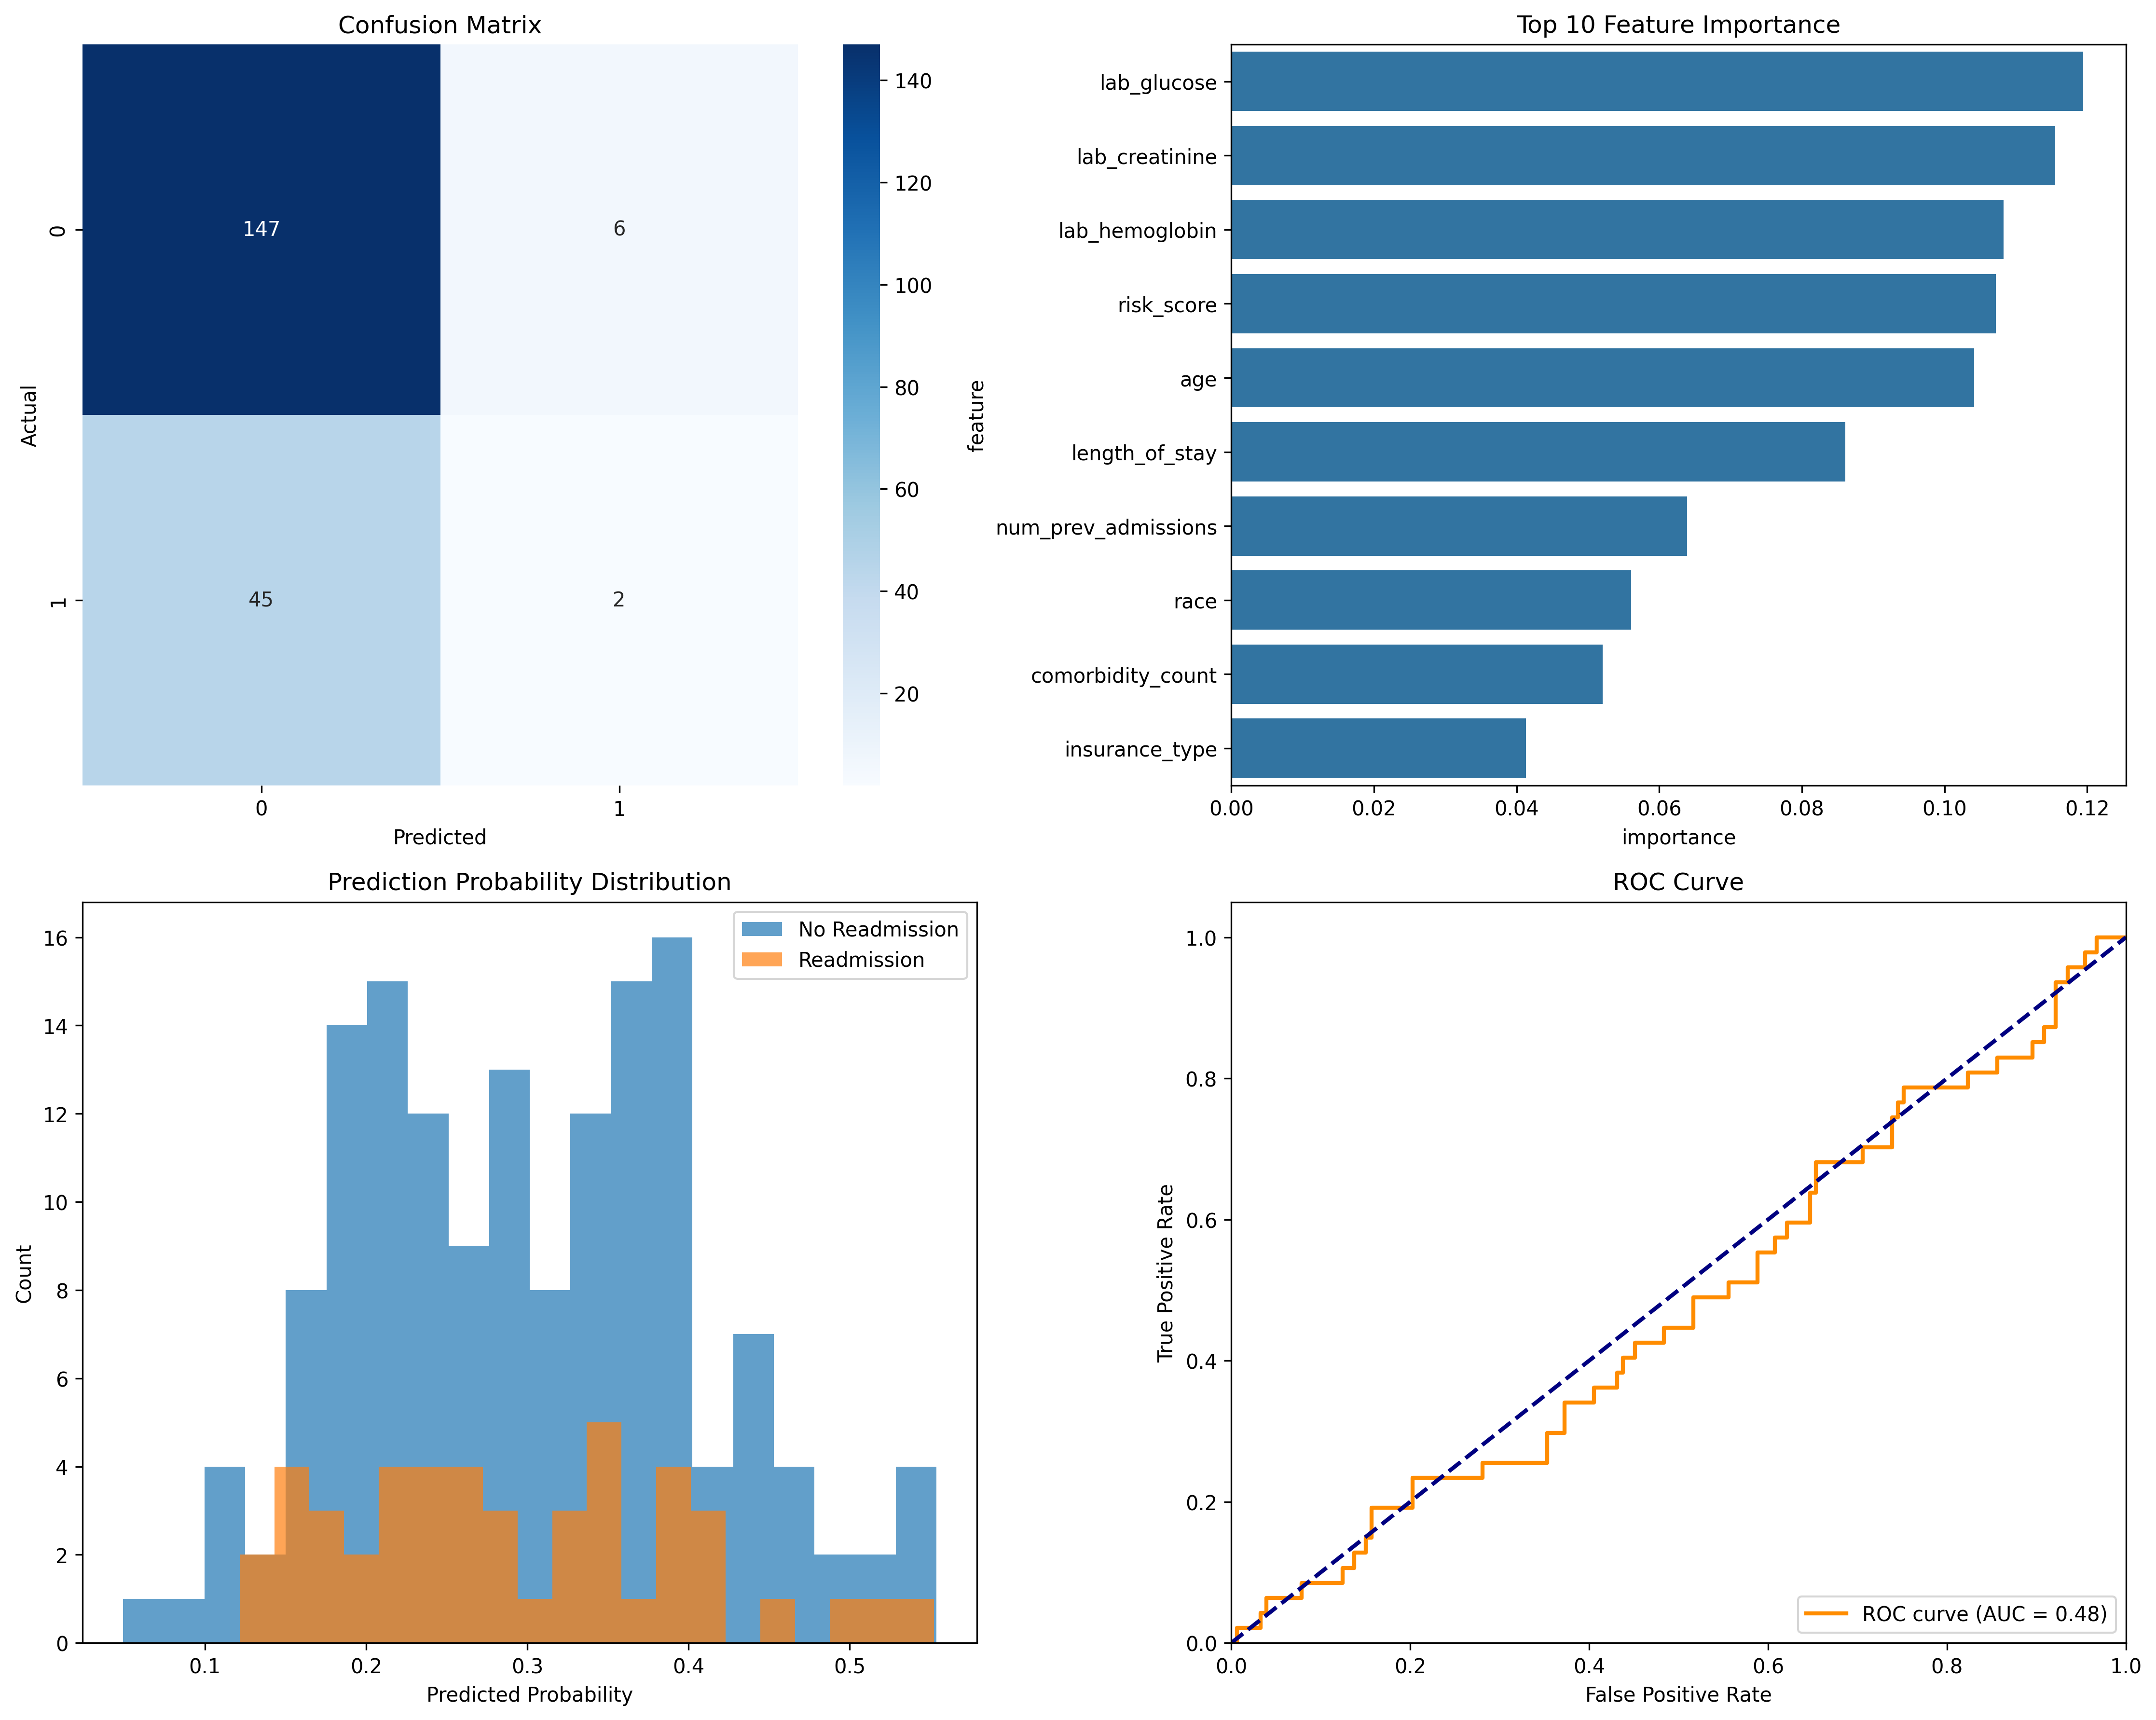 Confusion Matrix
147
6
45
2
0
1
Actual
0
1
Predicted
140
120
100
80
60
40
20
Top 10 Feature Importance
lab_glucose
lab_creatinine
lab_hemoglobin
risk_score
age
length_of_stay
num_prev_admissions
race
comorbidity_count
insurance_type
feature
0.00
0.02
0.04
0.06
0.08
0.10
0.12
importance
Prediction Probability Distribution
No Readmission
Readmission
16
14
12
10
8
6
4
2
0
Count
0.1
0.2
0.3
0.4
0.5
Predicted Probability
ROC Curve
1.0
0.8
0.6
0.4
0.2
0.0
True Positive Rate
ROC curve (AUC = 0.48)
0.0
0.2
0.4
0.6
0.8
1.0
False Positive Rate